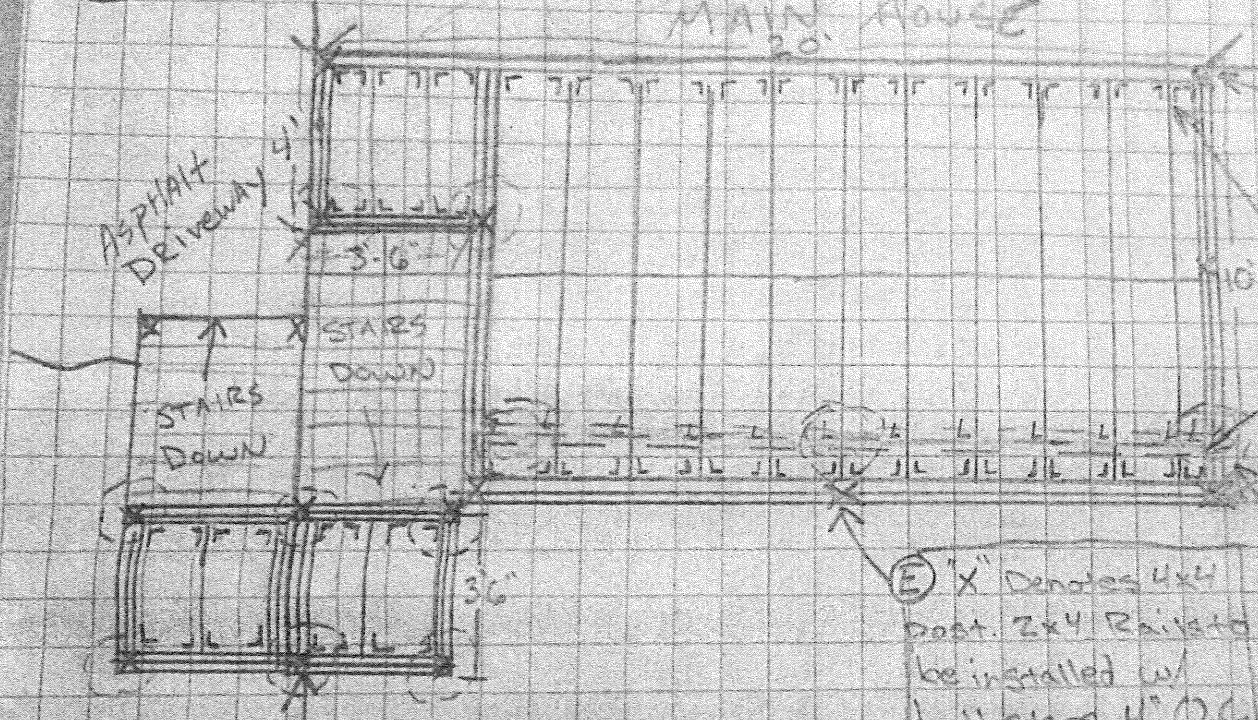 MAIN HOUSE
20'
4'
ASPHALT
DRIVEWAY
3'-6"
10'
STAIRS
DOWN
STAIRS
DOWN
3'6"
E "X" Denotes 4x4
post. 2x4 Rails to
be installed w/
4"